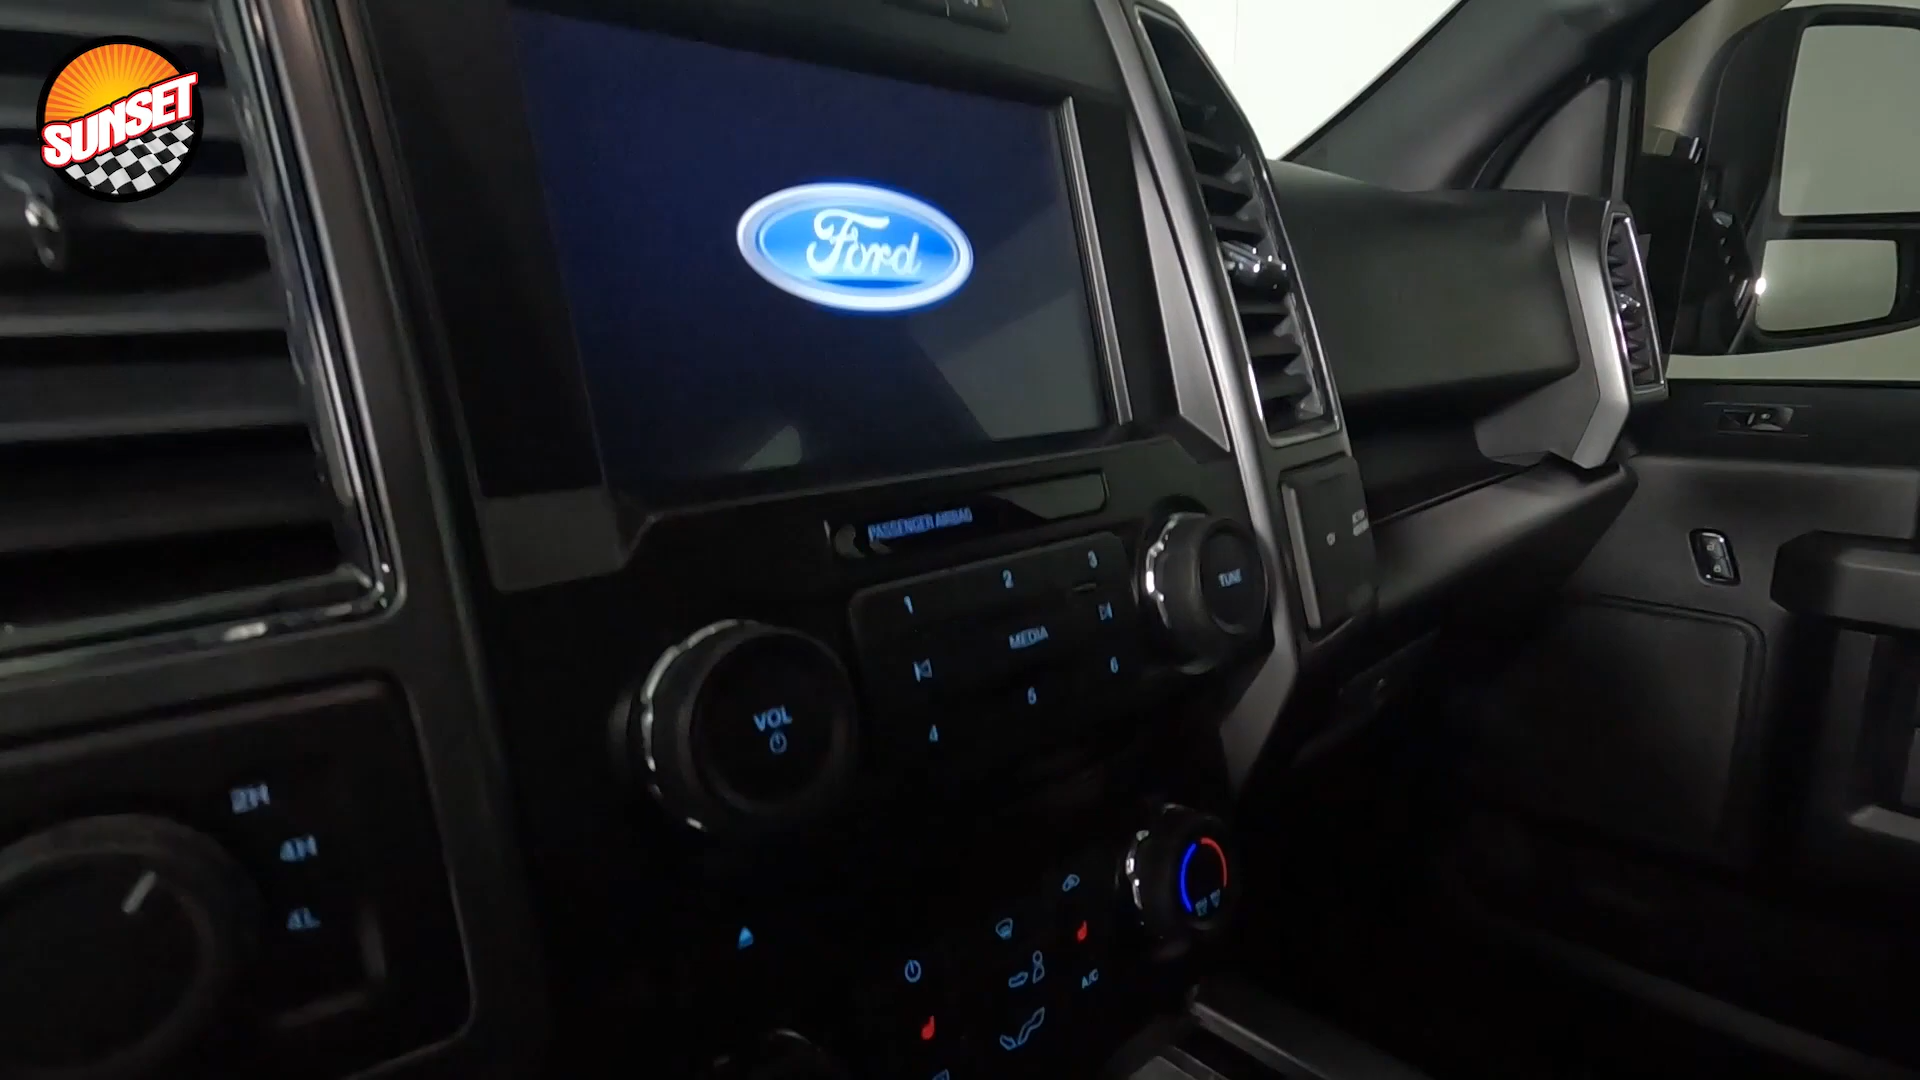 SUNSET
Ford
PASSENGER AIRBAG
1
2
3
MEDIA
TUNE
VOL
4
5
6
2H
4H
4L
A/C